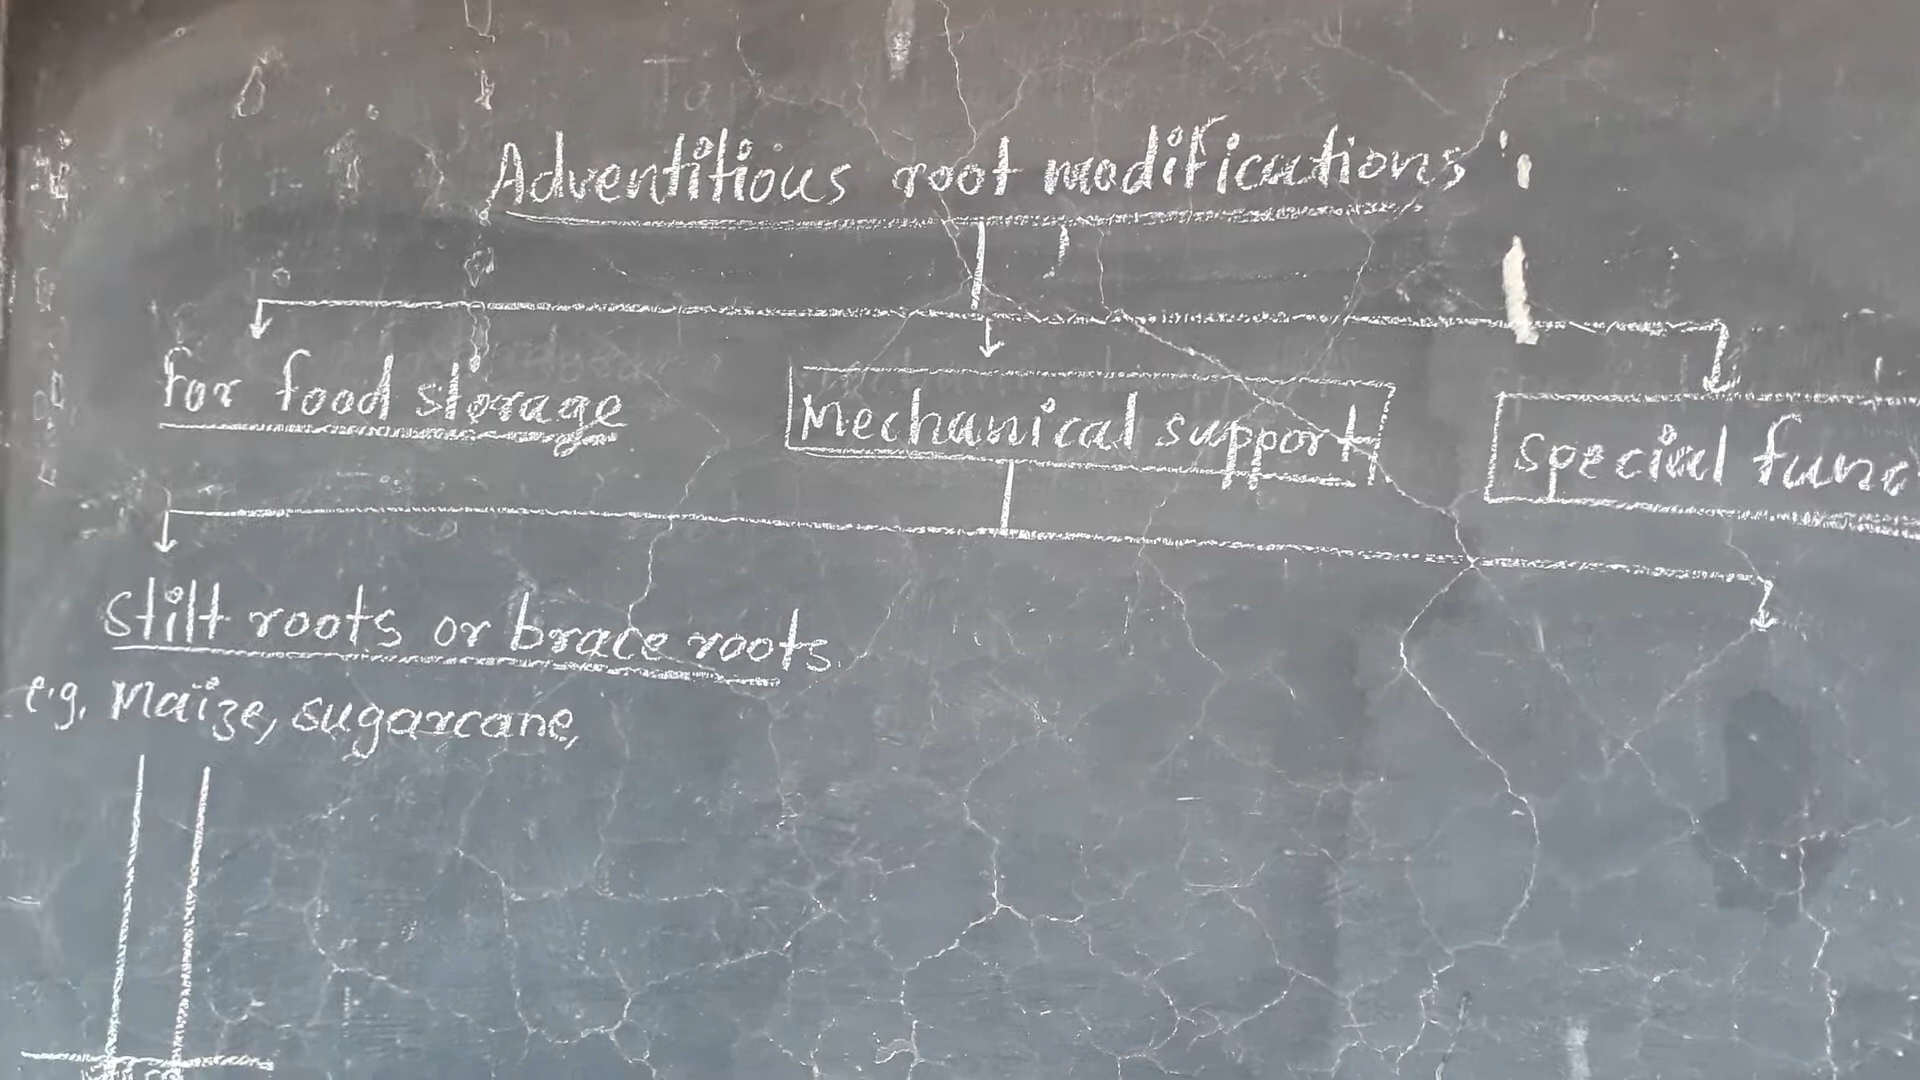 Adventitious root modifications :
For food storage
Mechanical support
special func
stilt roots or brace roots
e.g. Maize, sugarcane,